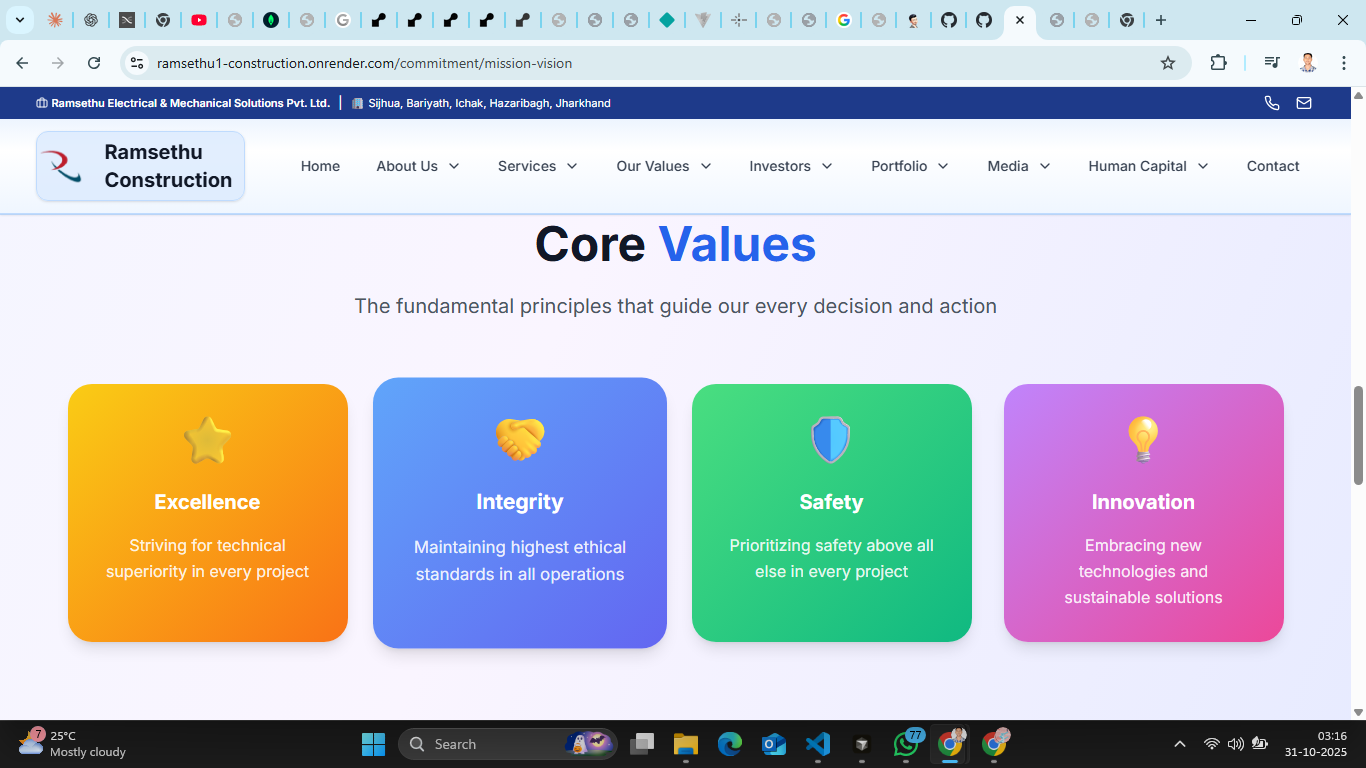 ramsethu1-construction.onrender.com/commitment/mission-vision
Ramsethu Electrical & Mechanical Solutions Pvt. Ltd. | Sijhua, Bariyath, Ichak, Hazaribagh, Jharkhand
Ramsethu
Construction
Home About Us Services Our Values Investors Portfolio Media Human Capital Contact
Core Values
The fundamental principles that guide our every decision and action
Excellence
Striving for technical
superiority in every project
Integrity
Maintaining highest ethical
standards in all operations
Safety
Prioritizing safety above all
else in every project
Innovation
Embracing new
technologies and
sustainable solutions
7
25°C
Mostly cloudy
Search
77
03:16
31-10-2025